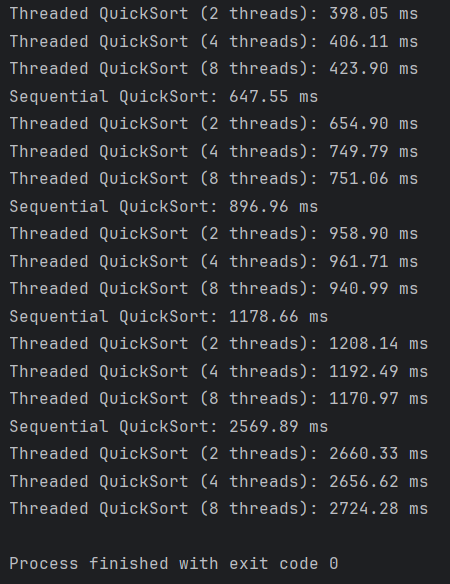 Threaded QuickSort (2 threads): 398.05 ms
Threaded QuickSort (4 threads): 406.11 ms
Threaded QuickSort (8 threads): 423.90 ms
Sequential QuickSort: 647.55 ms
Threaded QuickSort (2 threads): 654.90 ms
Threaded QuickSort (4 threads): 749.79 ms
Threaded QuickSort (8 threads): 751.06 ms
Sequential QuickSort: 896.96 ms
Threaded QuickSort (2 threads): 958.90 ms
Threaded QuickSort (4 threads): 961.71 ms
Threaded QuickSort (8 threads): 940.99 ms
Sequential QuickSort: 1178.66 ms
Threaded QuickSort (2 threads): 1208.14 ms
Threaded QuickSort (4 threads): 1192.49 ms
Threaded QuickSort (8 threads): 1170.97 ms
Sequential QuickSort: 2569.89 ms
Threaded QuickSort (2 threads): 2660.33 ms
Threaded QuickSort (4 threads): 2656.62 ms
Threaded QuickSort (8 threads): 2724.28 ms
Process finished with exit code 0